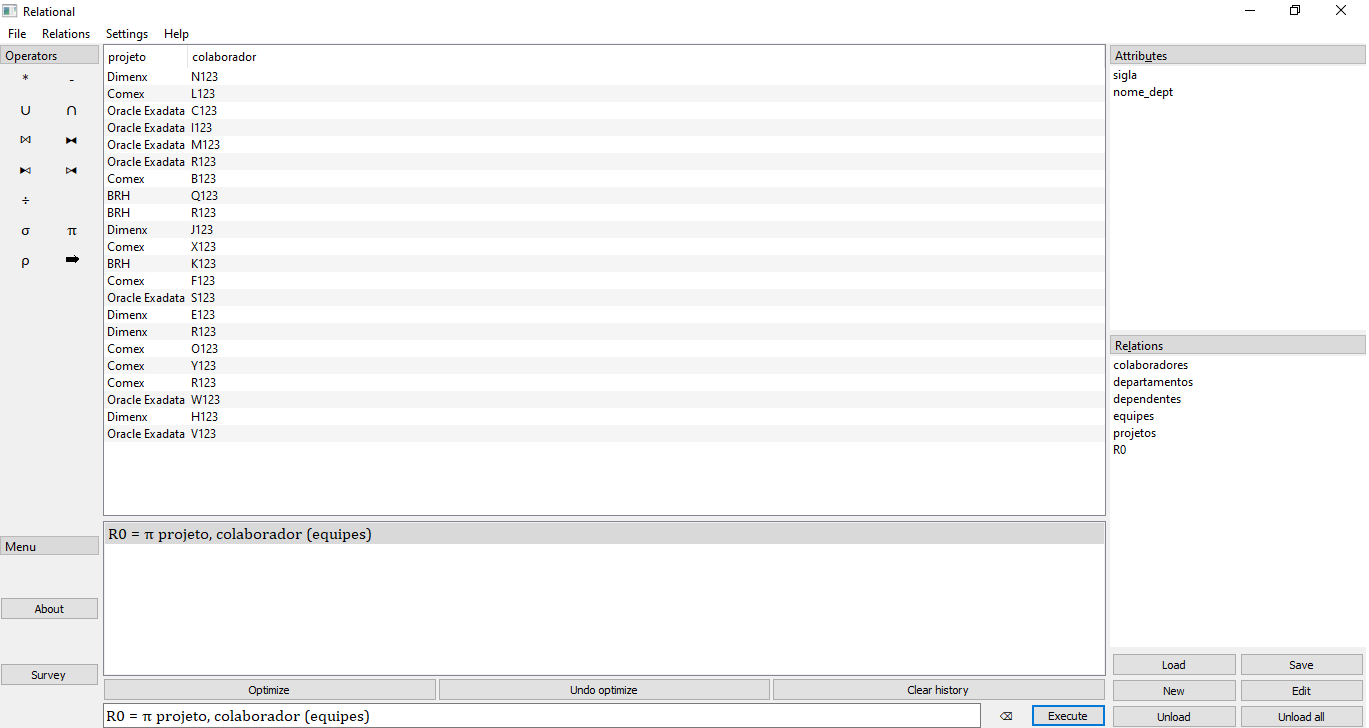 Relational
File Relations Settings Help
Operators
* -
∪ ∩
⋈ ⧓
⧑ ⧒
÷
σ π
ρ ➡
Menu
About
Survey
projeto colaborador
Dimenx N123
Comex L123
Oracle Exadata C123
Oracle Exadata I123
Oracle Exadata M123
Oracle Exadata R123
Comex B123
BRH Q123
BRH R123
Dimenx J123
Comex X123
BRH K123
Comex F123
Oracle Exadata S123
Dimenx E123
Dimenx R123
Comex O123
Comex Y123
Comex R123
Oracle Exadata W123
Dimenx H123
Oracle Exadata V123
R0 = π projeto, colaborador (equipes)
Optimize Undo optimize Clear history
R0 = π projeto, colaborador (equipes) ⌫ Execute
Attributes
sigla
nome_dept
Relations
colaboradores
departamentos
dependentes
equipes
projetos
R0
Load Save
New Edit
Unload Unload all